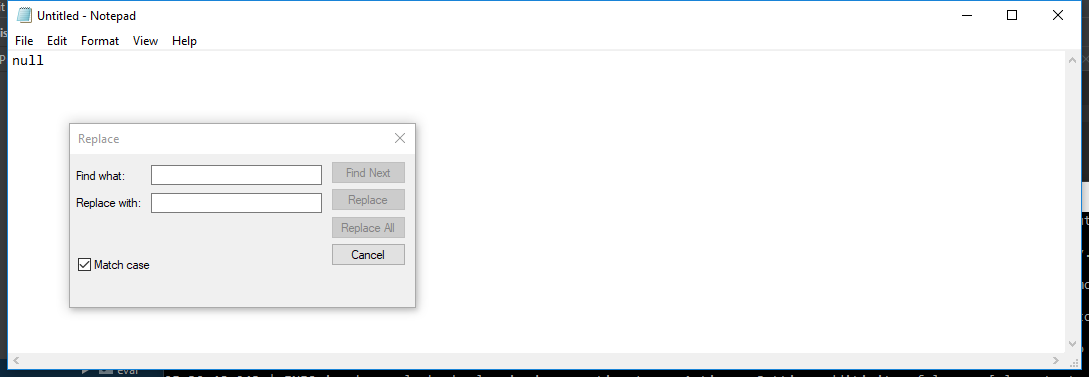 Untitled - Notepad
File Edit Format View Help
null
Replace
Find what:
Find Next
Replace with:
Replace
Replace All
Cancel
Match case
eval